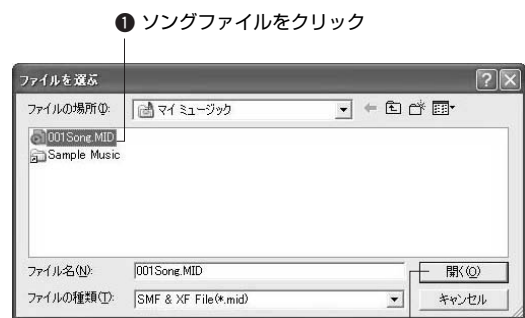 ❶ ソングファイルをクリック
ファイルを選ぶ
ファイルの場所(I): マイ ミュージック
001Song.MID
Sample Music
ファイル名(N): 001Song.MID 開く(O)
ファイルの種類(T): SMF & XF File(*.mid) キャンセル